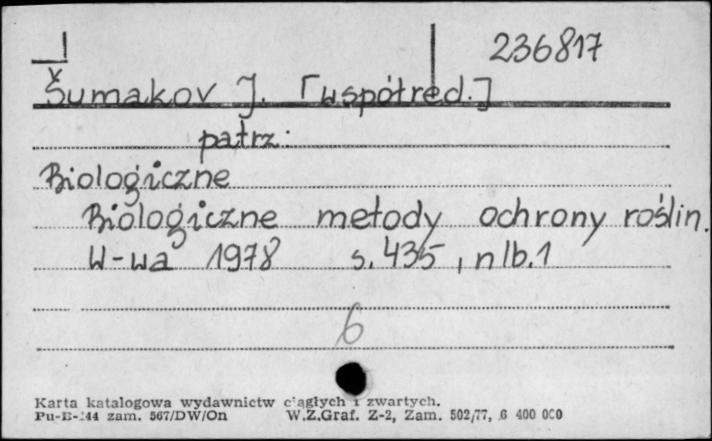 236817
Šumakov J. [współred.]
patrz:
Biologiczne
Biologiczne metody ochrony roślin.
W-wa 1978 s. 435, nlb. 1
6
Karta katalogowa wydawnictw ciągłych i zwartych.
Pu-B-144 zam. 567/DW/On W.Z.Graf. Z-2, Zam. 502/77, 6 400 000